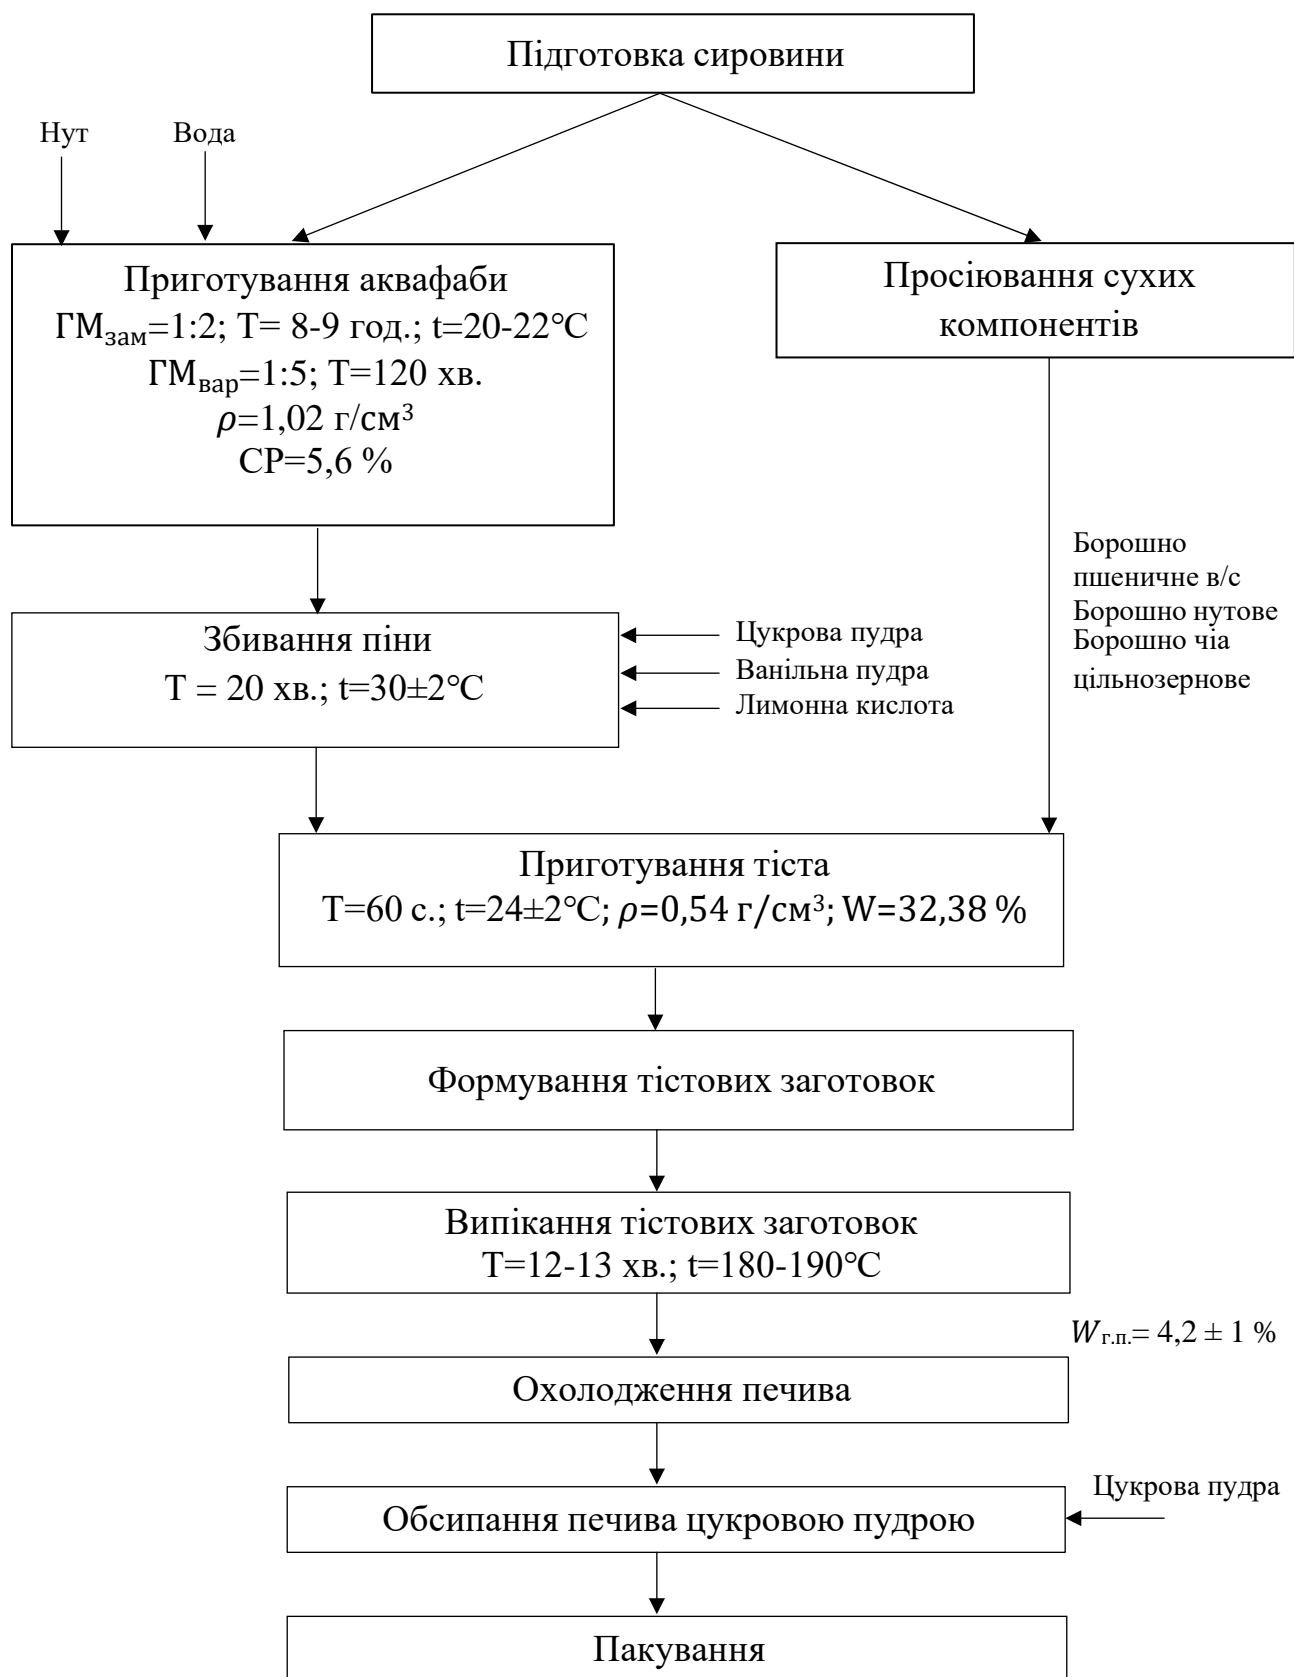 Підготовка сировини
Нут
Вода
Приготування аквафаби
ГМзам=1:2; Т= 8-9 год.; t=20-22℃
ГМвар=1:5; Т=120 хв.
ρ=1,02 г/см³
СР=5,6 %
Просіювання сухих
компонентів
Борошно
пшеничне в/с
Борошно нутове
Борошно чіа
цільнозернове
Збивання піни
Т = 20 хв.; t=30±2℃
Цукрова пудра
Ванільна пудра
Лимонна кислота
Приготування тіста
Т=60 с.; t=24±2℃; ρ=0,54 г/см³; W=32,38 %
Формування тістових заготовок
Випікання тістових заготовок
Т=12-13 хв.; t=180-190℃
Wг.п.= 4,2 ± 1 %
Охолодження печива
Обсипання печива цукровою пудрою
Цукрова пудра
Пакування